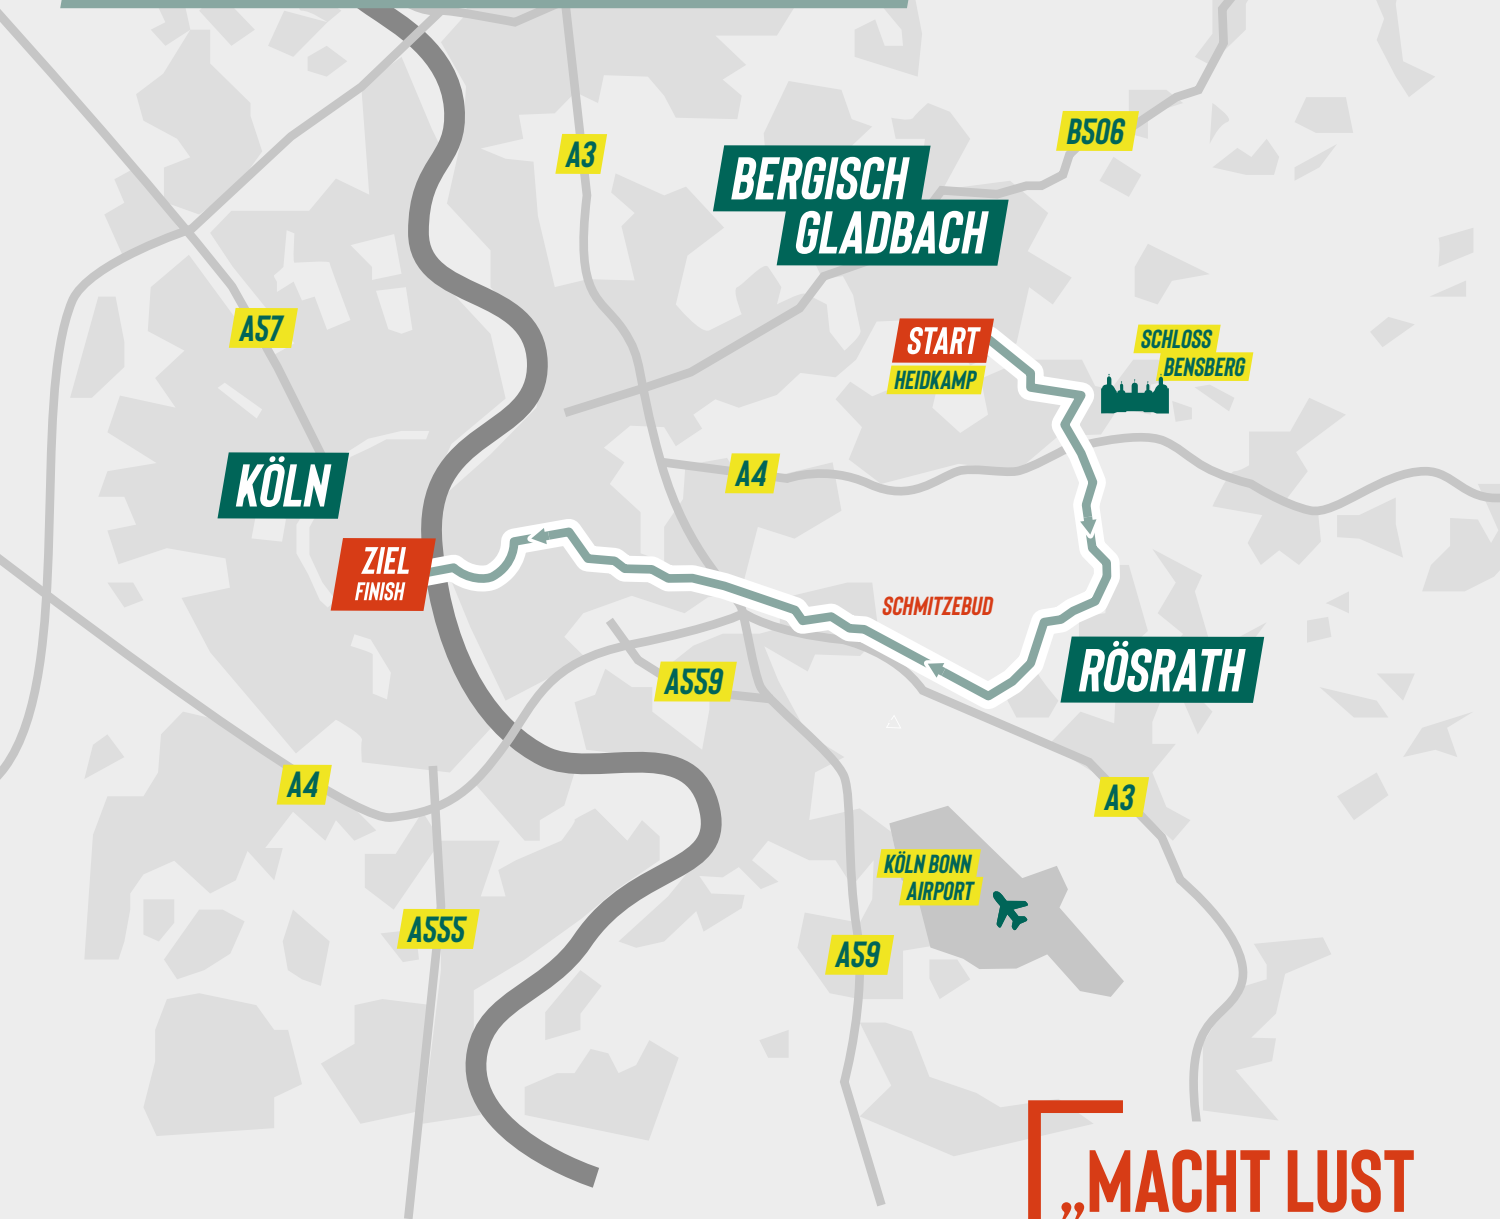 B506
A3
BERGISCH
GLADBACH
A57
START
HEIDKAMP
SCHLOSS
BENSBERG
KÖLN
A4
ZIEL
FINISH
SCHMITZEBUD
RÖSRATH
A559
A4
A3
KÖLN BONN
AIRPORT
A555
A59
„MACHT LUST